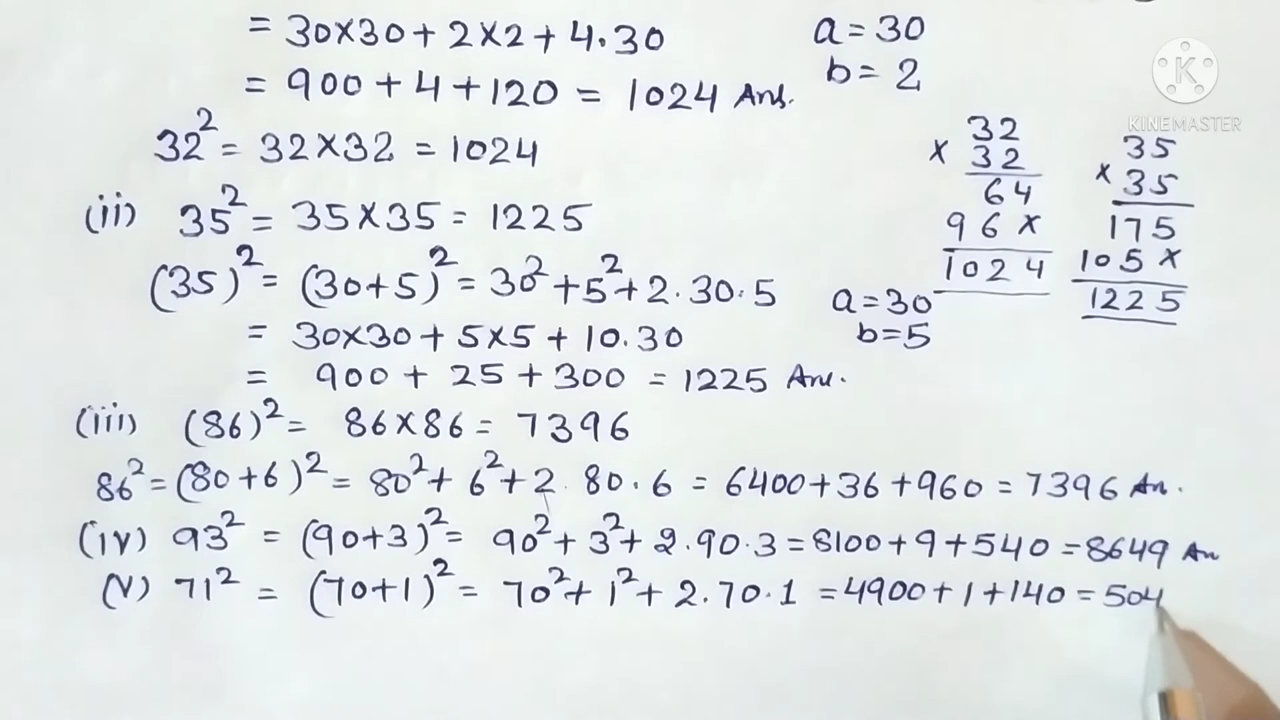 = 30×30 + 2×2 + 4.30
a = 30
= 900 + 4 + 120 = 1024 Ans.
b = 2
K
KINEMASTER
32² = 32×32 = 1024
32
× 32
64
96×
1024
35
× 35
175
105×
1225
(ii) 35² = 35×35 = 1225
(35)² = (30+5)² = 30² + 5² + 2.30.5
a = 30
= 30×30 + 5×5 + 10.30
b = 5
= 900 + 25 + 300 = 1225 Ans.
(iii) (86)² = 86×86 = 7396
86² = (80+6)² = 80² + 6² + 2.80.6 = 6400+36+960 = 7396 An.
(iv) 93² = (90+3)² = 90² + 3² + 2.90.3 = 8100+9+540 = 8649 An
(v) 71² = (70+1)² = 70² + 1² + 2.70.1 = 4900+1+140 = 504